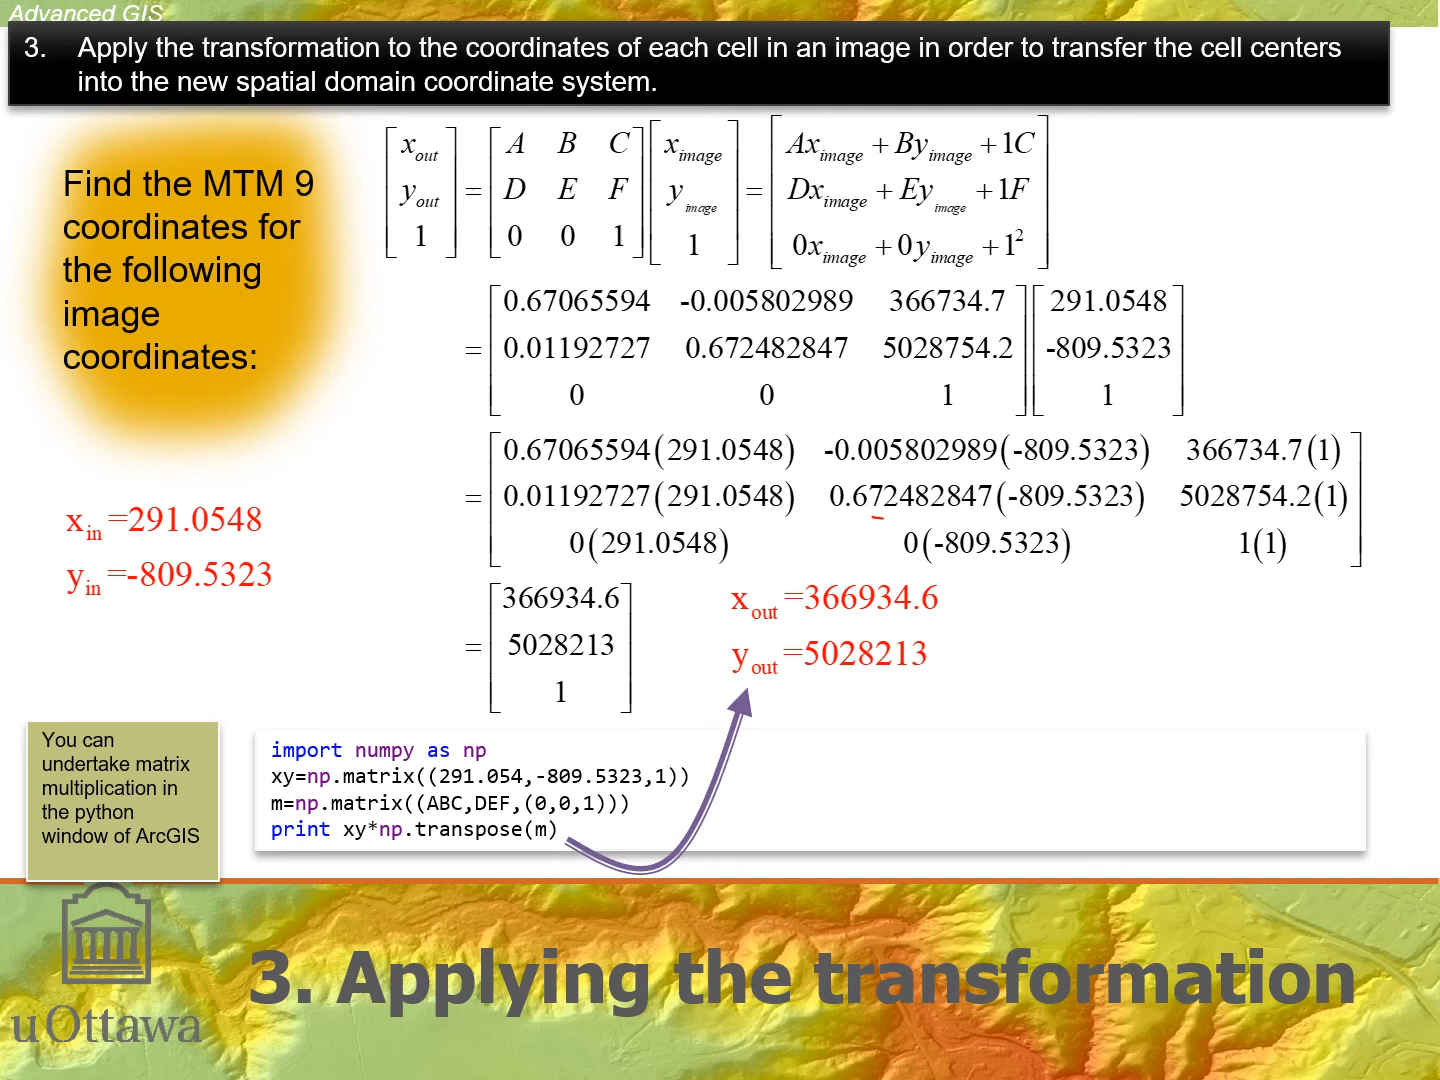 Advanced GIS
3. Apply the transformation to the coordinates of each cell in an image in order to transfer the cell centers
into the new spatial domain coordinate system.
Find the MTM 9
coordinates for
the following
image
coordinates:
x_in =291.0548
y_in =-809.5323
[x_out] = [A B C] [x_image] = [Ax_image + By_image + 1C]
[y_out] = [D E F] [y_image] = [Dx_image + Ey_image + 1F]
[1] = [0 0 1] [1] = [0x_image + 0y_image + 1²]
= [0.67065594 -0.005802989 366734.7] [291.0548]
[0.01192727 0.672482847 5028754.2] [-809.5323]
[0 0 1] [1]
= [0.67065594(291.0548) -0.005802989(-809.5323) 366734.7(1)]
[0.01192727(291.0548) 0.672482847(-809.5323) 5028754.2(1)]
[0(291.0548) 0(-809.5323) 1(1)]
= [366934.6]
[5028213]
[1]
x_out =366934.6
y_out =5028213
You can
undertake matrix
multiplication in
the python
window of ArcGIS
import numpy as np
xy=np.matrix((291.054,-809.5323,1))
m=np.matrix((ABC,DEF,(0,0,1)))
print xy*np.transpose(m)
3. Applying the transformation
uOttawa